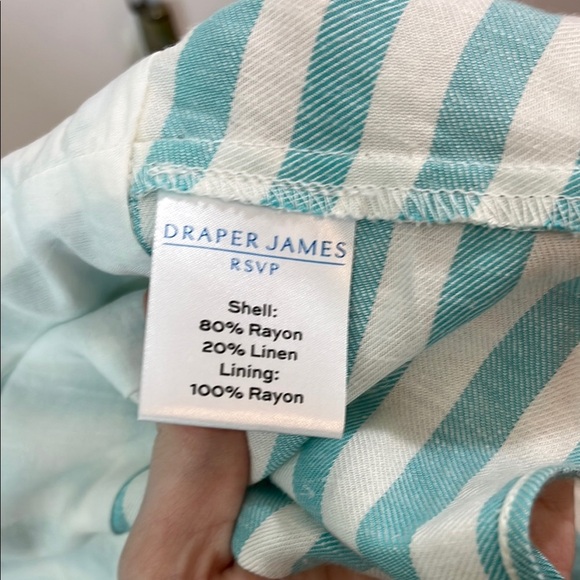 DRAPER JAMES
RSVP
Shell:
80% Rayon
20% Linen
Lining:
100% Rayon